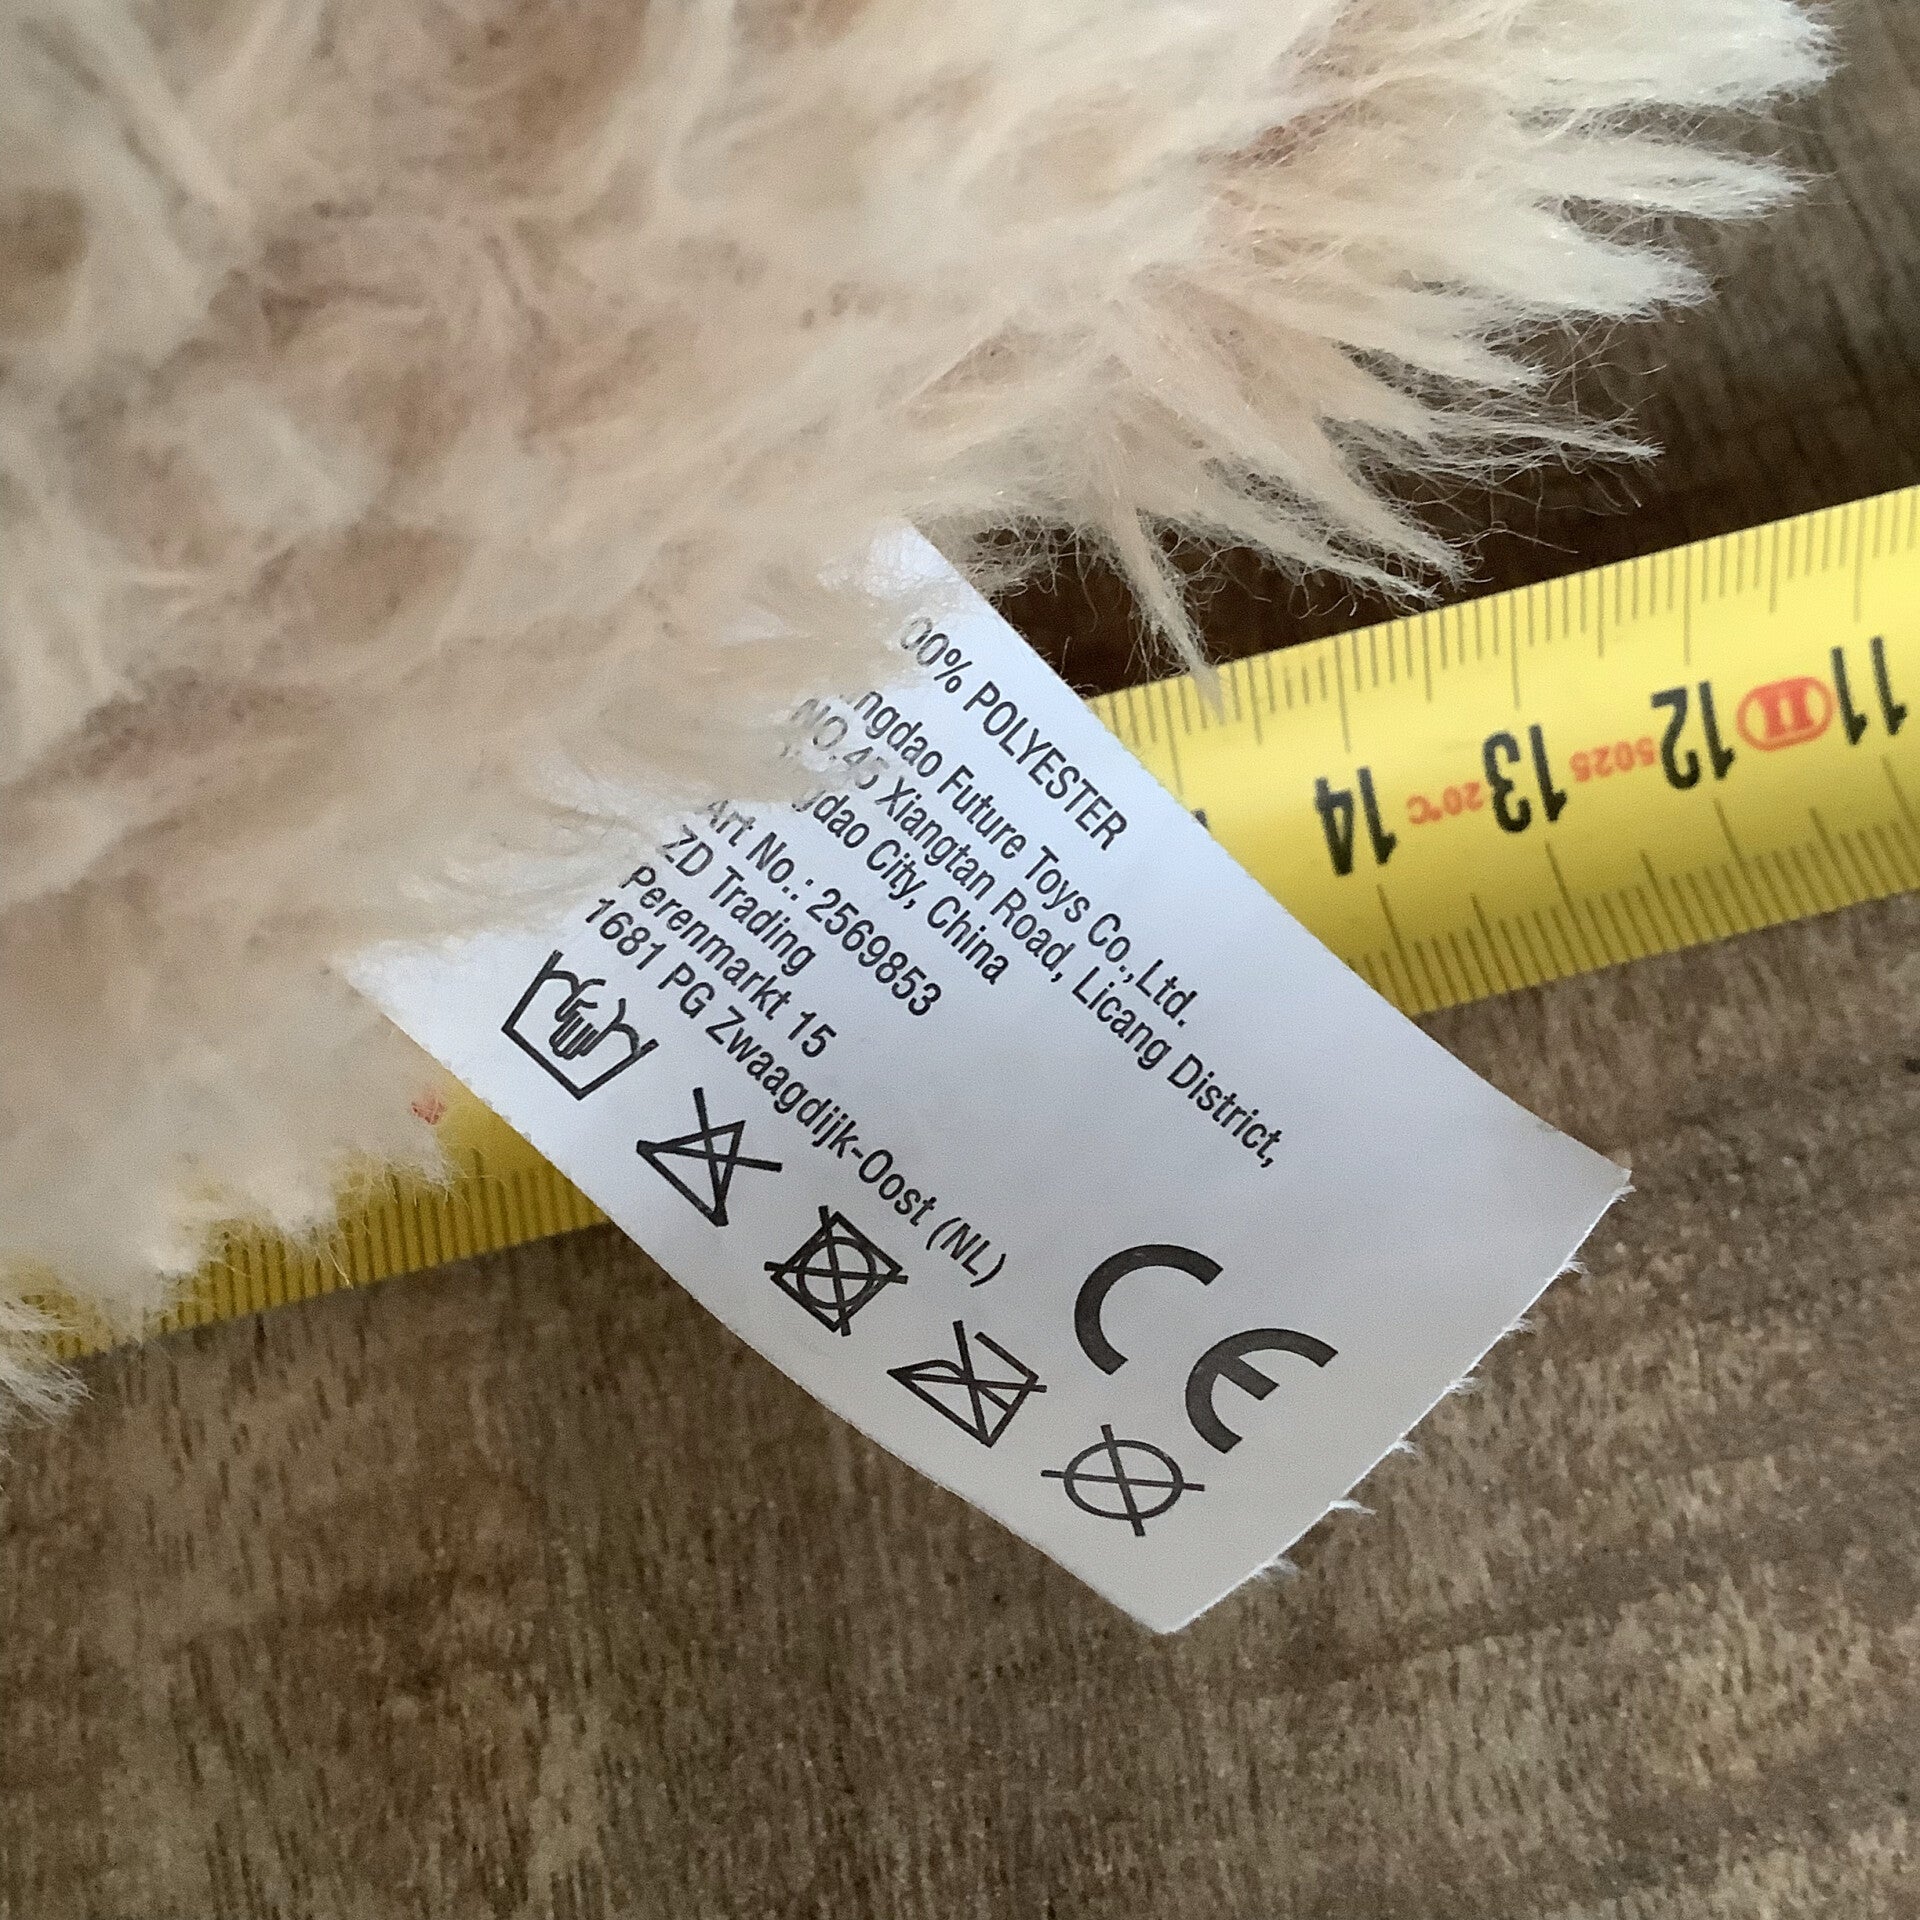 00% POLYESTER
ngdao Future Toys Co.,Ltd.
NO.45 Xiangtan Road, Licang District,
gdao City, China
Art No.: 2569853
ZD Trading
Perenmarkt 15
1681 PG Zwaagdijk-Oost (NL)
CE
11 II 12 5025 13 20°C 14